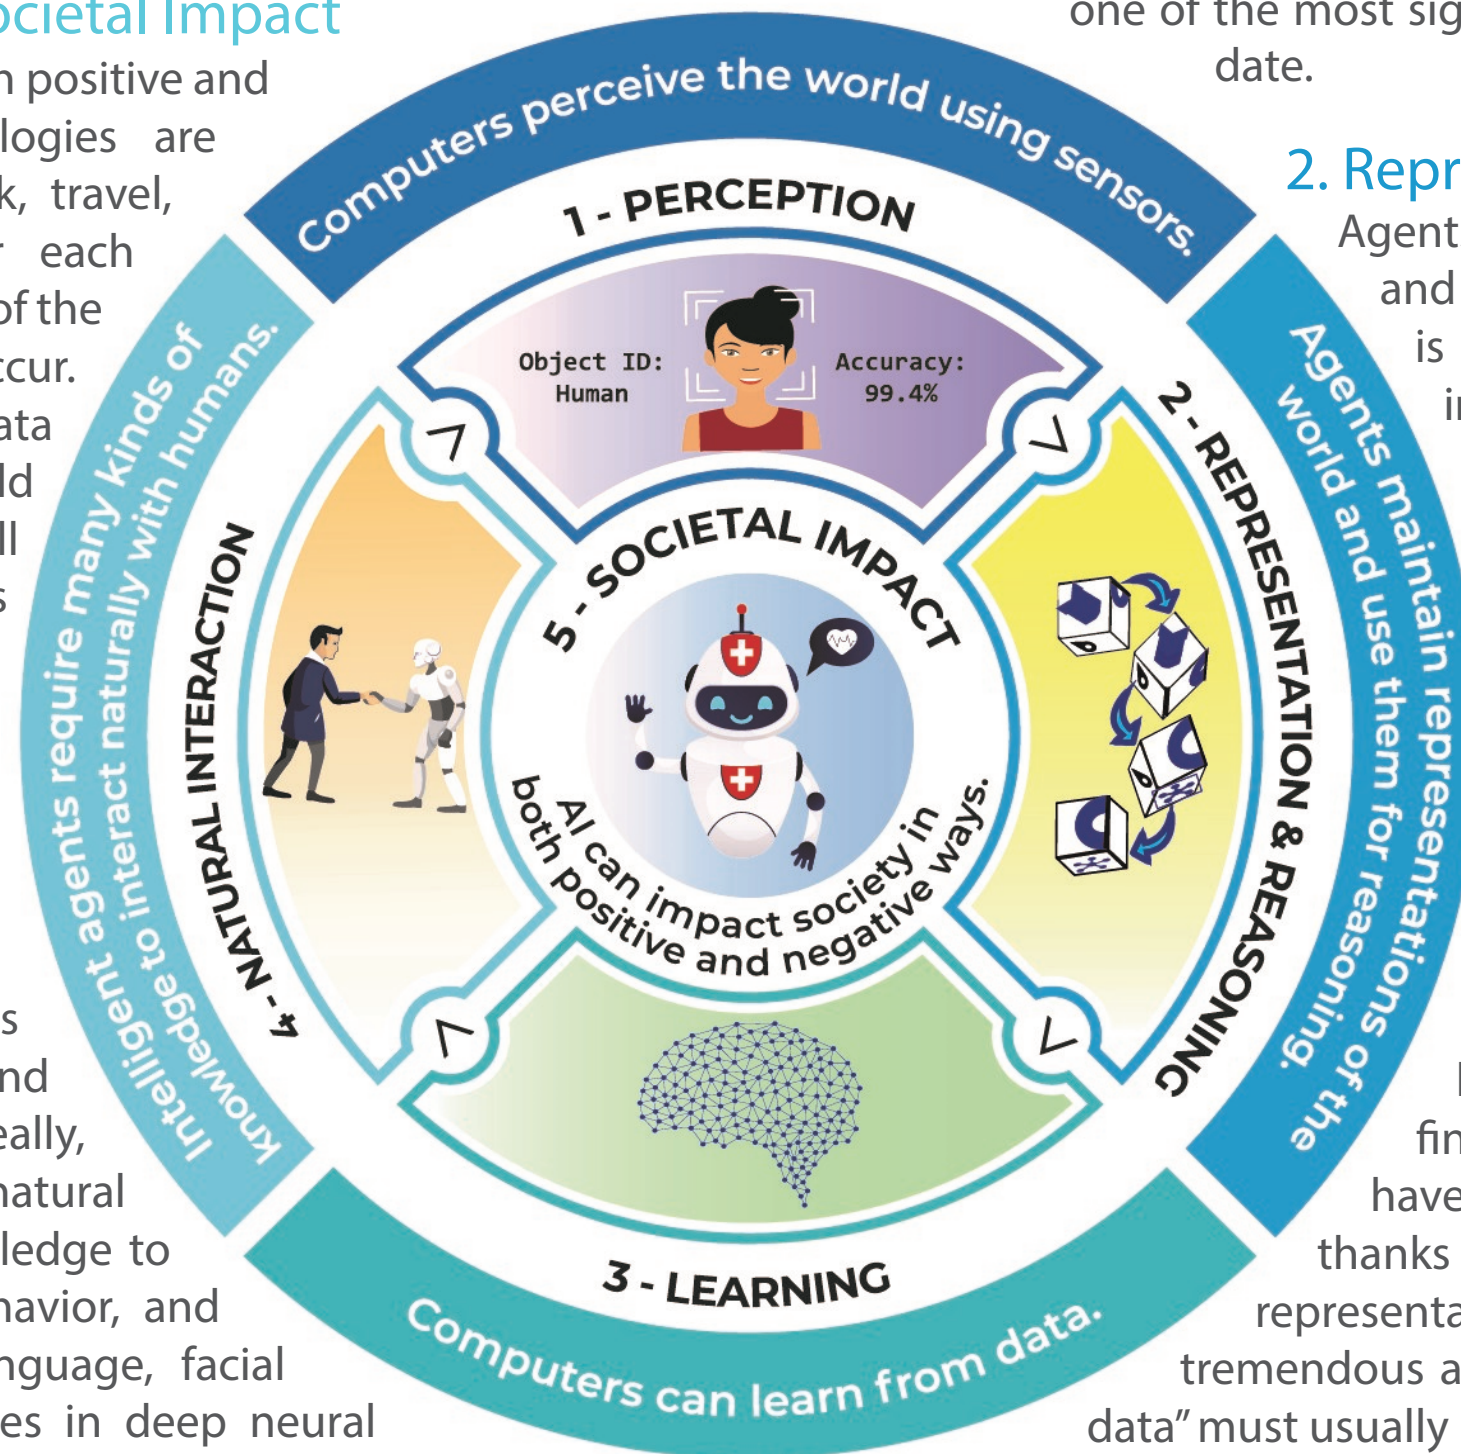 ocietal Impact
n positive and
logies are
k, travel,
r each
of the
ccur.
ata
ld
ll
s
s
nd
eally,
natural
ledge to
havior, and
nguage, facial
es in deep neural
Computers perceive the world using sensors.
1 - PERCEPTION
Object ID:
Human
Accuracy:
99.4%
2 - REPRESENTATION & REASONING
Agents maintain representations of the
world and use them for reasoning.
3 - LEARNING
Computers can learn from data.
4 - NATURAL INTERACTION
Intelligent agents require many kinds of
knowledge to interact naturally with humans.
5 - SOCIETAL IMPACT
AI can impact society in
both positive and negative ways.
one of the most sig
date.
2. Repr
Agent
and
is
in
fin
have
thanks
representa
tremendous a
data” must usually